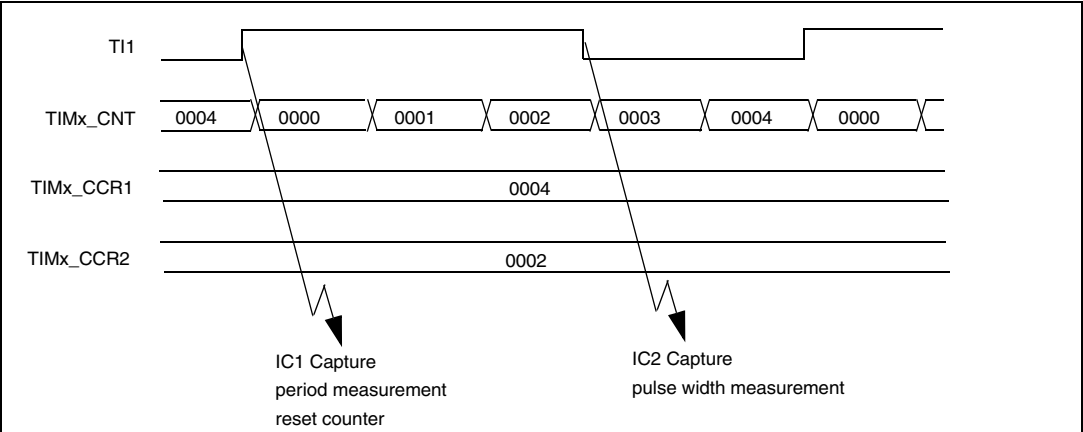 TI1
TIMx_CNT 0004 0000 0001 0002 0003 0004 0000
TIMx_CCR1 0004
TIMx_CCR2 0002
IC1 Capture
period measurement
reset counter
IC2 Capture
pulse width measurement